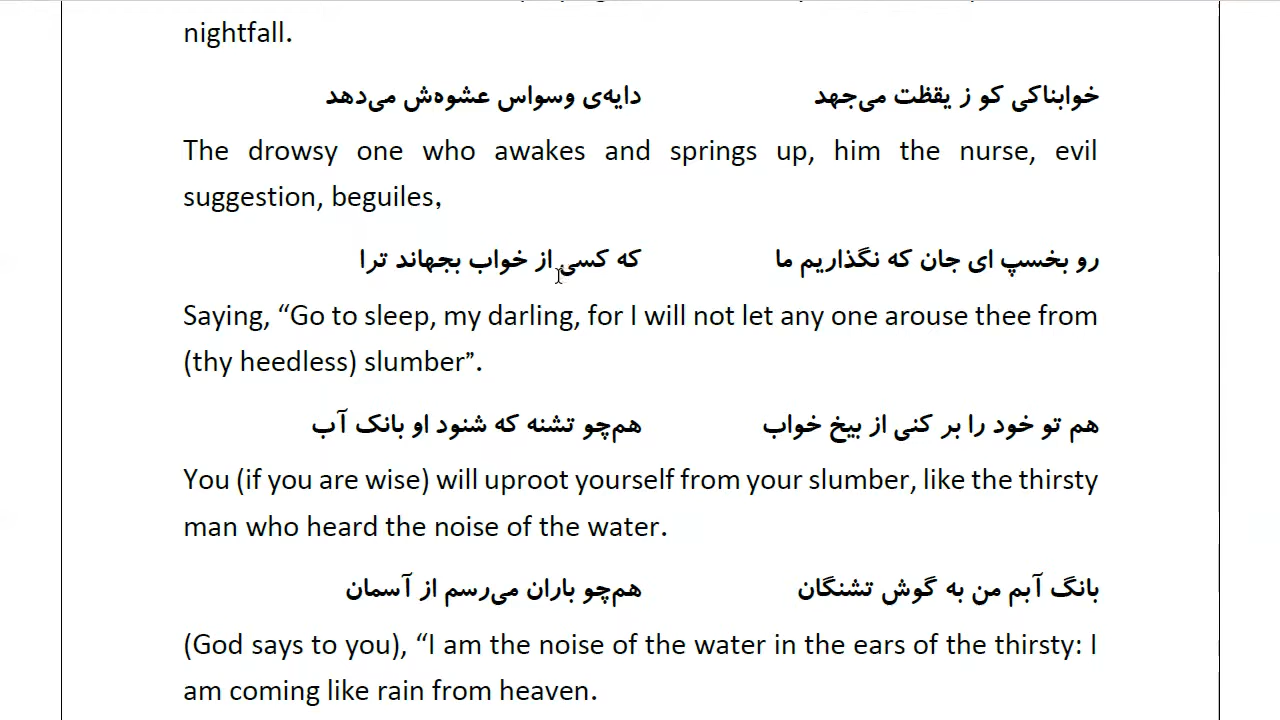 nightfall.
خوابناکی کو ز یقظت می‌جهد دایه‌ی وسواس عشوه‌ش می‌دهد
The drowsy one who awakes and springs up, him the nurse, evil
suggestion, beguiles,
رو بخسپ ای جان که نگذاریم ما که کسی از خواب بجهاند ترا
Saying, “Go to sleep, my darling, for I will not let any one arouse thee from
(thy heedless) slumber”.
هم تو خود را بر کنی از بیخ خواب هم‌چو تشنه که شنود او بانک آب
You (if you are wise) will uproot yourself from your slumber, like the thirsty
man who heard the noise of the water.
بانگ آبم من به گوش تشنگان هم‌چو باران می‌رسم از آسمان
(God says to you), “I am the noise of the water in the ears of the thirsty: I
am coming like rain from heaven.